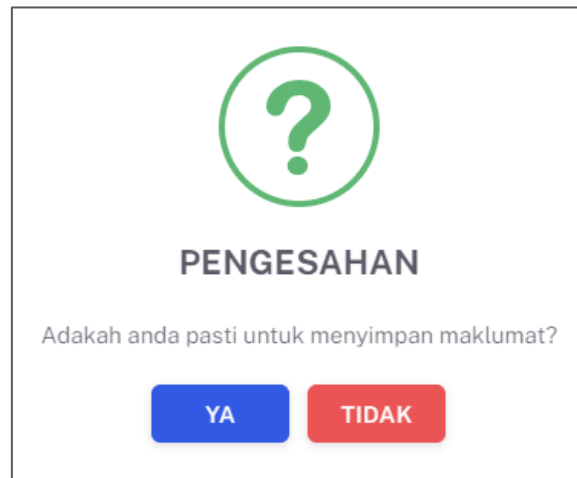 ?
PENGESAHAN
Adakah anda pasti untuk menyimpan maklumat?
YA
TIDAK